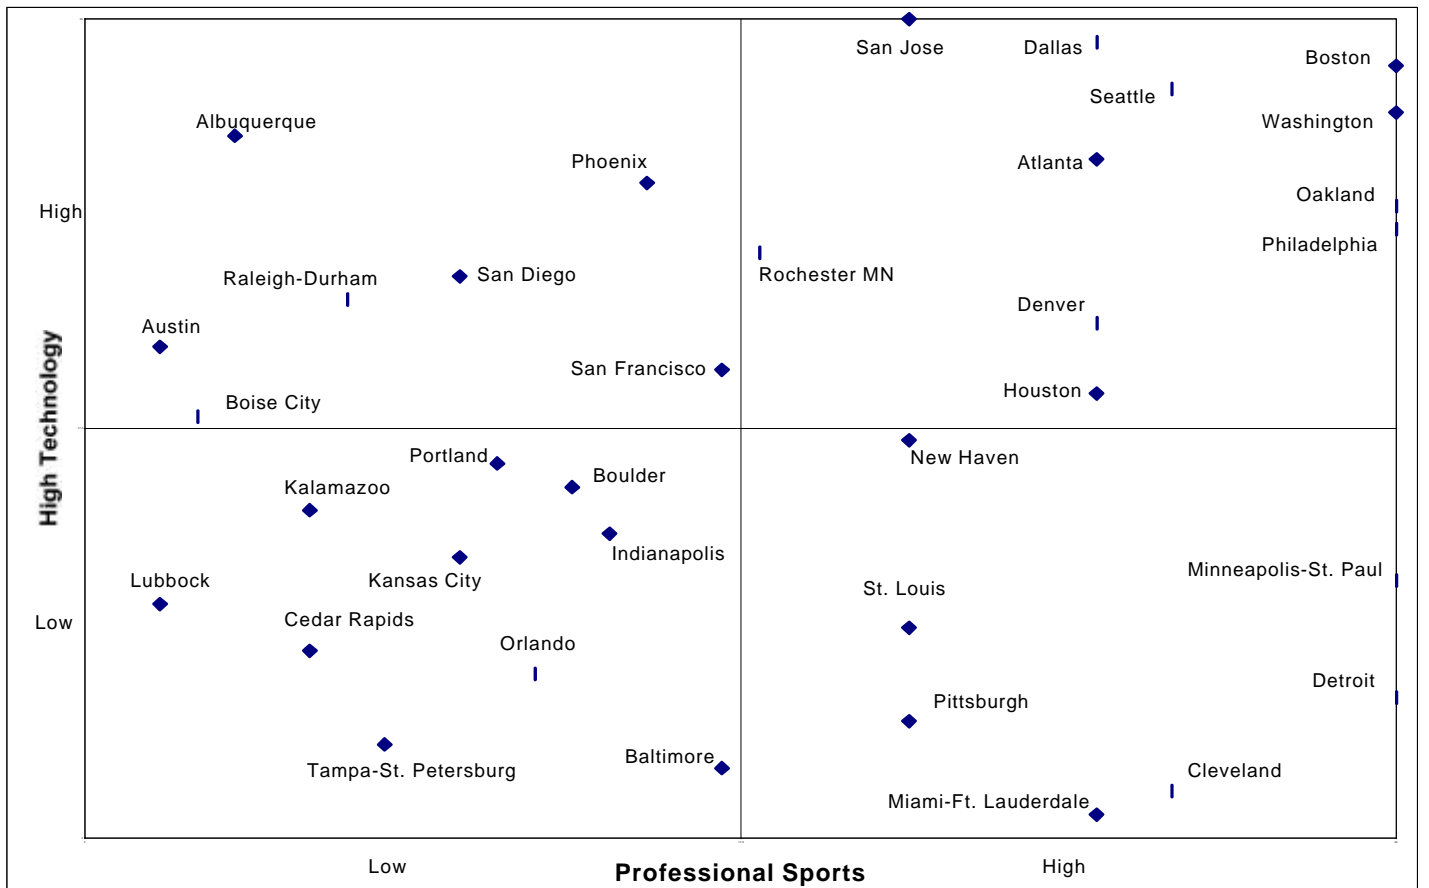 San Jose
Dallas
Boston
Seattle
Albuquerque
Washington
Phoenix
Atlanta
Oakland
High
Philadelphia
Raleigh-Durham
San Diego
Rochester MN
Denver
Austin
San Francisco
Houston
Boise City
High Technology
Portland
New Haven
Boulder
Kalamazoo
Indianapolis
Minneapolis-St. Paul
Lubbock
Kansas City
St. Louis
Cedar Rapids
Low
Orlando
Detroit
Pittsburgh
Baltimore
Tampa-St. Petersburg
Cleveland
Miami-Ft. Lauderdale
Low
Professional Sports
High